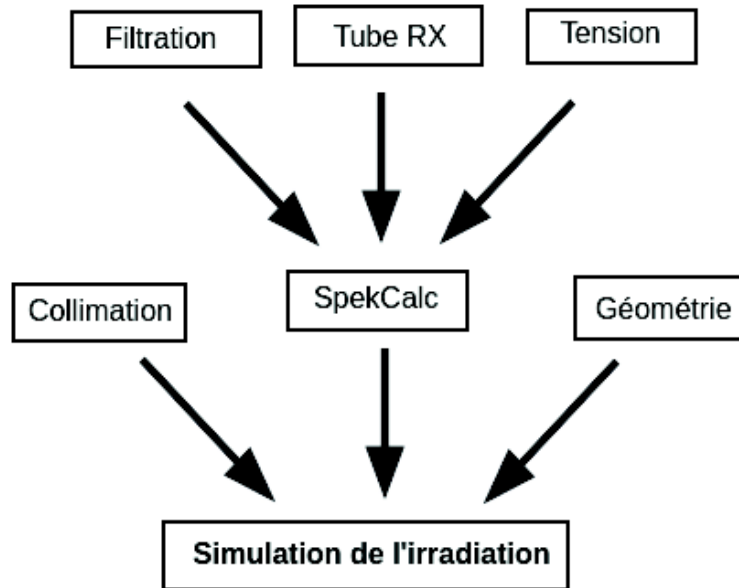 Filtration
Tube RX
Tension
Collimation
SpekCalc
Géométrie
Simulation de l'irradiation